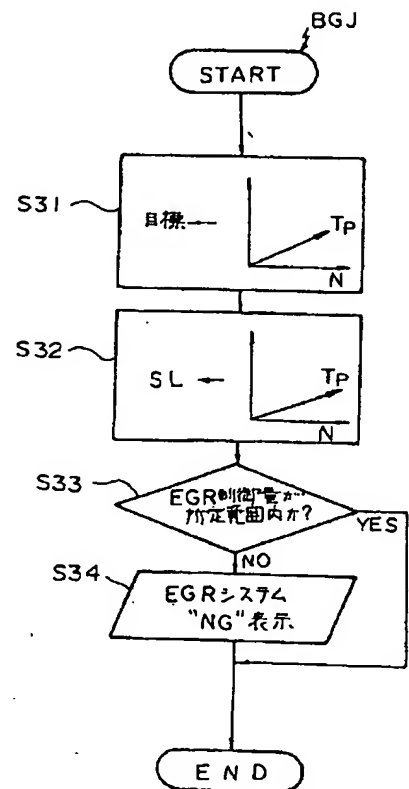 BGJ
START
S31
目標←
TP
N
S32
SL ←
TP
N
S33
EGR制御量が
所定範囲内か?
YES
NO
S34
EGRシステム
"NG"表示
END